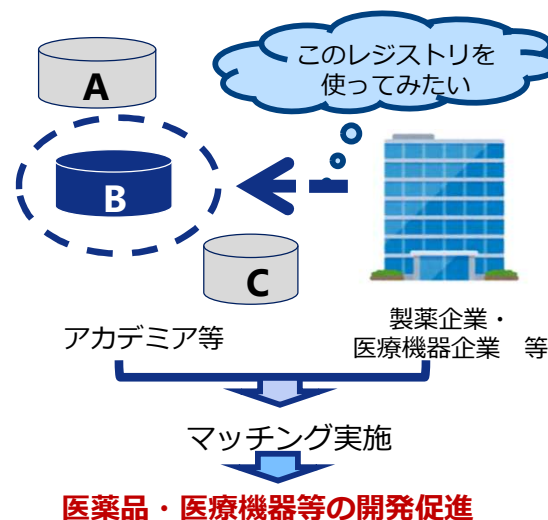 このレジストリを
使ってみたい
A
B
C
アカデミア等
製薬企業・
医療機器企業　等
マッチング実施
医薬品・医療機器等の開発促進